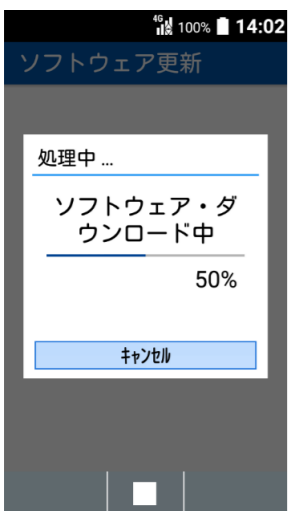 4G 100% 14:02
ソフトウェア更新
処理中 ...
ソフトウェア・ダ
ウンロード中
50%
ｷｬﾝｾﾙ